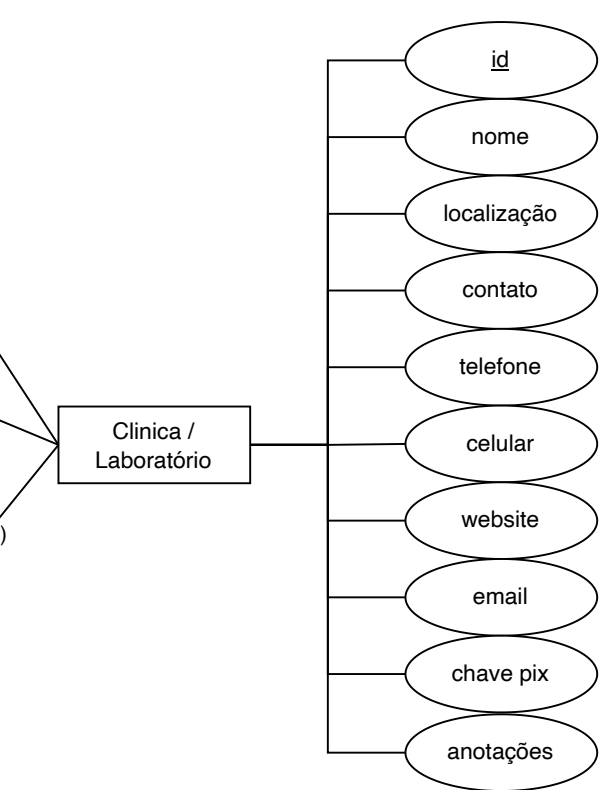 id
nome
localização
contato
telefone
Clinica /
Laboratório
celular
website
)
email
chave pix
anotações